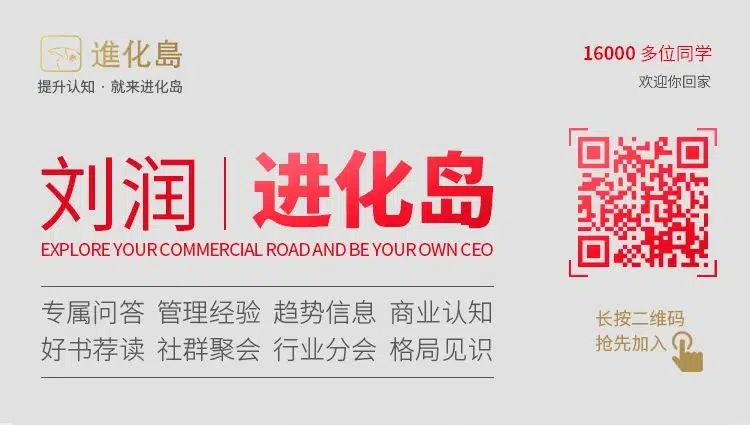 進化島
提升认知 · 就来进化岛
16000 多位同学
欢迎你回家
刘润 | 进化岛
EXPLORE YOUR COMMERCIAL ROAD AND BE YOUR OWN CEO
专属问答 管理经验 趋势信息 商业认知
好书荐读 社群聚会 行业分会 格局见识
长按二维码
抢先加入